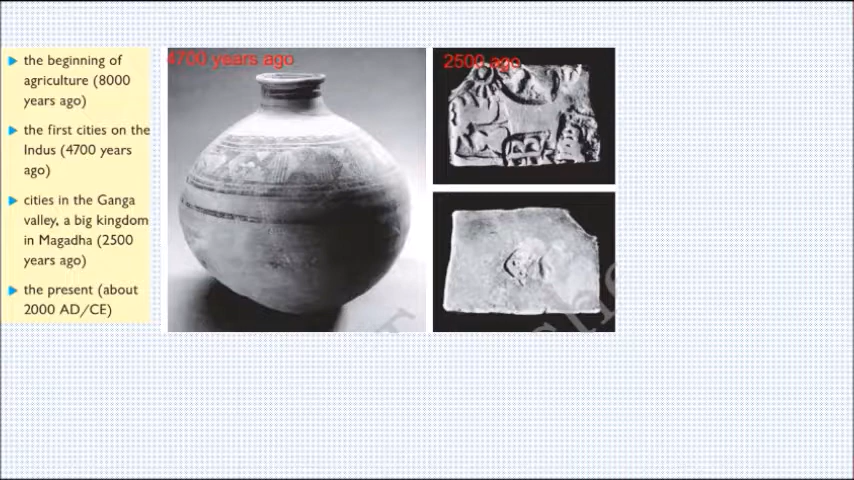 the beginning of
agriculture (8000
years ago)
the first cities on the
Indus (4700 years
ago)
cities in the Ganga
valley, a big kingdom
in Magadha (2500
years ago)
the present (about
2000 AD/CE)
4700 years ago
2500 ago